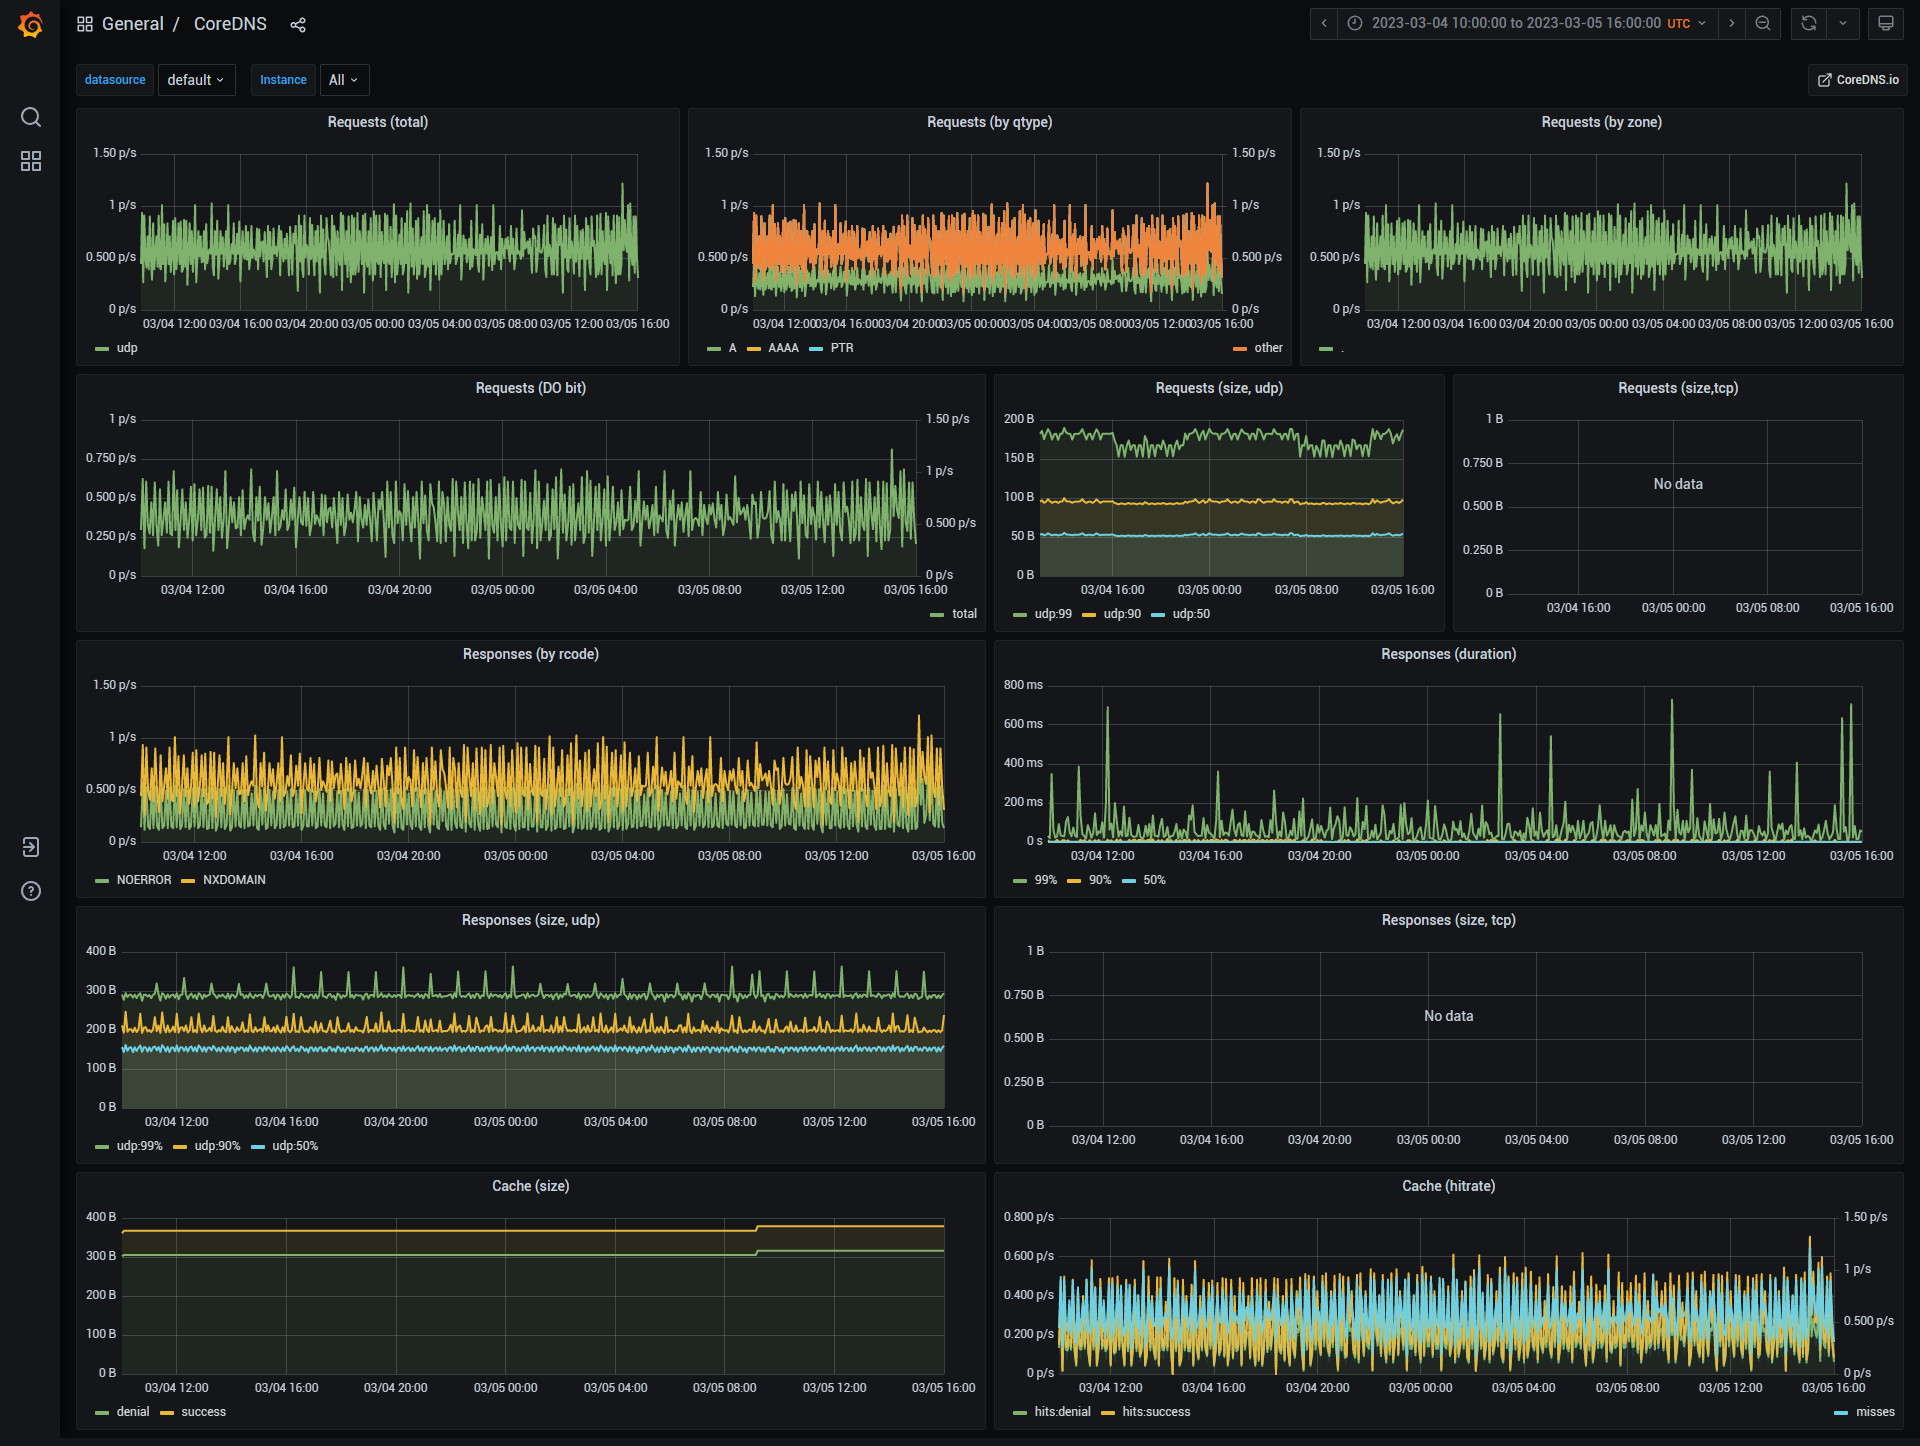 General / CoreDNS
2023-03-04 10:00:00 to 2023-03-05 16:00:00 UTC
datasource default Instance All CoreDNS.io
Requests (total)
1.50 p/s
1 p/s
0.500 p/s
0 p/s
03/04 12:00 03/04 16:00 03/04 20:00 03/05 00:00 03/05 04:00 03/05 08:00 03/05 12:00 03/05 16:00
udp
Requests (by qtype)
1.50 p/s 1.50 p/s
1 p/s 1 p/s
0.500 p/s 0.500 p/s
0 p/s 0 p/s
03/04 12:00 03/04 16:00 03/04 20:00 03/05 00:00 03/05 04:00 03/05 08:00 03/05 12:00 03/05 16:00
A AAAA PTR other
Requests (by zone)
1.50 p/s
1 p/s
0.500 p/s
0 p/s
03/04 12:00 03/04 16:00 03/04 20:00 03/05 00:00 03/05 04:00 03/05 08:00 03/05 12:00 03/05 16:00
.
Requests (DO bit)
1 p/s 1.50 p/s
0.750 p/s
1 p/s
0.500 p/s
0.500 p/s
0.250 p/s
0 p/s 0 p/s
03/04 12:00 03/04 16:00 03/04 20:00 03/05 00:00 03/05 04:00 03/05 08:00 03/05 12:00 03/05 16:00
total
Requests (size, udp)
200 B
150 B
100 B
50 B
0 B
03/04 16:00 03/05 00:00 03/05 08:00 03/05 16:00
udp:99 udp:90 udp:50
Requests (size,tcp)
1 B
0.750 B
No data
0.500 B
0.250 B
0 B
03/04 16:00 03/05 00:00 03/05 08:00 03/05 16:00
Responses (by rcode)
1.50 p/s
1 p/s
0.500 p/s
0 p/s
03/04 12:00 03/04 16:00 03/04 20:00 03/05 00:00 03/05 04:00 03/05 08:00 03/05 12:00 03/05 16:00
NOERROR NXDOMAIN
Responses (duration)
800 ms
600 ms
400 ms
200 ms
0 s
03/04 12:00 03/04 16:00 03/04 20:00 03/05 00:00 03/05 04:00 03/05 08:00 03/05 12:00 03/05 16:00
99% 90% 50%
Responses (size, udp)
400 B
300 B
200 B
100 B
0 B
03/04 12:00 03/04 16:00 03/04 20:00 03/05 00:00 03/05 04:00 03/05 08:00 03/05 12:00 03/05 16:00
udp:99% udp:90% udp:50%
Responses (size, tcp)
1 B
0.750 B
No data
0.500 B
0.250 B
0 B
03/04 12:00 03/04 16:00 03/04 20:00 03/05 00:00 03/05 04:00 03/05 08:00 03/05 12:00 03/05 16:00
Cache (size)
400 B
300 B
200 B
100 B
0 B
03/04 12:00 03/04 16:00 03/04 20:00 03/05 00:00 03/05 04:00 03/05 08:00 03/05 12:00 03/05 16:00
denial success
Cache (hitrate)
0.800 p/s 1.50 p/s
0.600 p/s
1 p/s
0.400 p/s
0.500 p/s
0.200 p/s
0 p/s 0 p/s
03/04 12:00 03/04 16:00 03/04 20:00 03/05 00:00 03/05 04:00 03/05 08:00 03/05 12:00 03/05 16:00
hits:denial hits:success misses